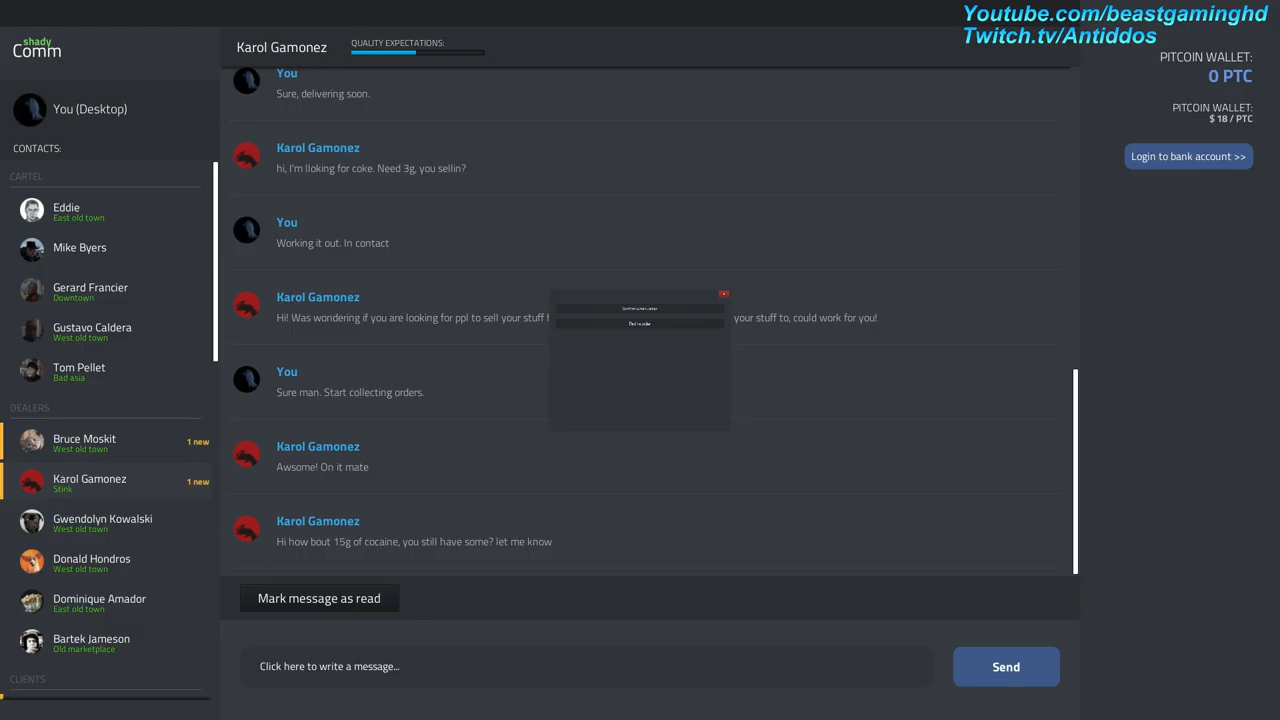 Youtube.com/beastgaminghd
Twitch.tv/Antiddos
shady
Comm
You (Desktop)
CONTACTS:
CARTEL
Eddie
East old town
Mike Byers
Gerard Francier
Downtown
Gustavo Caldera
West old town
Tom Pellet
Bad asia
DEALERS
Bruce Moskit
West old town
1 new
Karol Gamonez
Stink
1 new
Gwendolyn Kowalski
West old town
Donald Hondros
West old town
Dominique Amador
East old town
Bartek Jameson
Old marketplace
CLIENTS
Karol Gamonez
QUALITY EXPECTATIONS:
You
Sure, delivering soon.
Karol Gamonez
hi, I'm lloking for coke. Need 3g, you sellin?
You
Working it out. In contact
Karol Gamonez
Hi! Was wondering if you are looking for ppl to sell your stuff
your stuff to, could work for you!
You
Sure man. Start collecting orders.
Karol Gamonez
Awsome! On it mate
Karol Gamonez
Hi how bout 15g of cocaine, you still have some? let me know
Mark message as read
Click here to write a message...
Send
PITCOIN WALLET:
0 PTC
PITCOIN WALLET:
$ 18 / PTC
Login to bank account >>